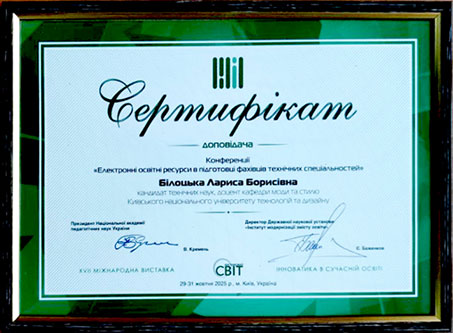 Сертифікат
доповідача
Конференції
«Електронні освітні ресурси в підготовці фахівців технічних спеціальностей»
Білоцька Лариса Борисівна
кандидат технічних наук, доцент кафедри моди та стилю
Київського національного університету технологій та дизайну
Президент Національної академії
педагогічних наук України
В. Кремень
Директор Державної наукової установи
«Інститут модернізації змісту освіти»
Є. Баженков
XVII МІЖНАРОДНА ВИСТАВКА
СВІТ
ІННОВАТИКА В СУЧАСНІЙ ОСВІТІ
29-31 жовтня 2025 р., м. Київ, Україна